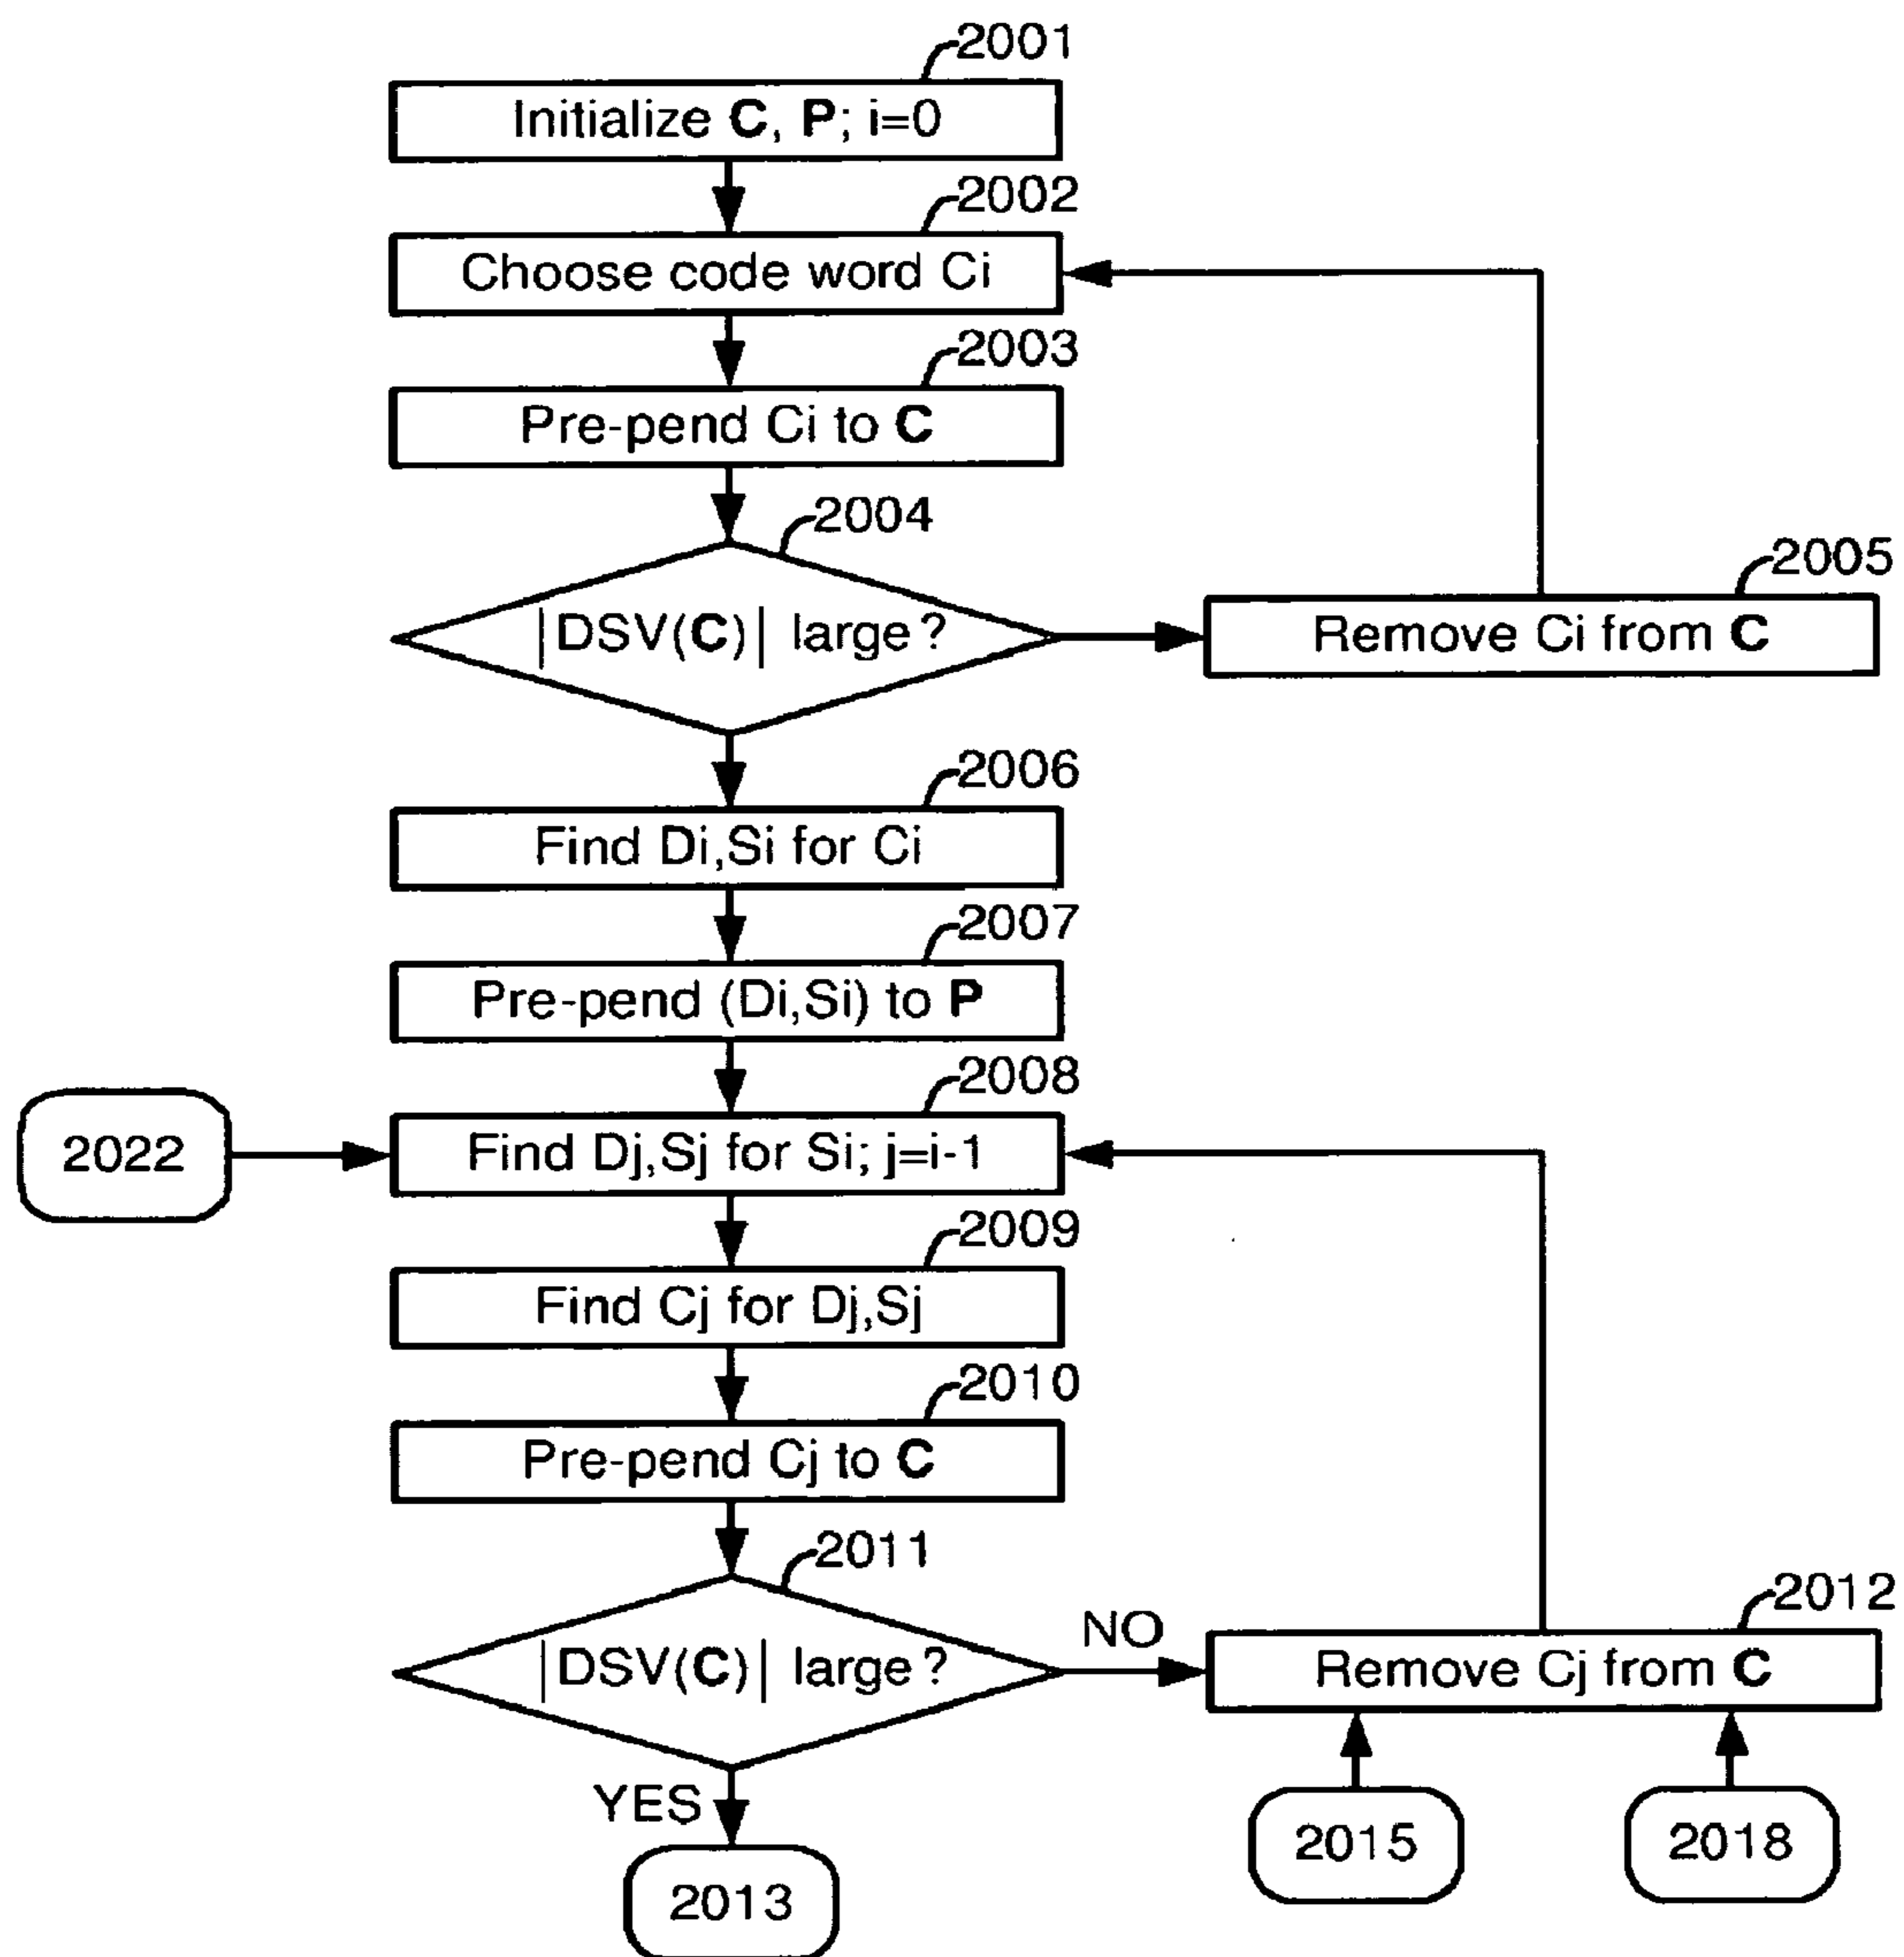 2001
Initialize C, P; i=0
2002
Choose code word Ci
2003
Pre-pend Ci to C
2004
|DSV(C)| large?
2005
Remove Ci from C
2006
Find Di,Si for Ci
2007
Pre-pend (Di,Si) to P
2008
2022
Find Dj,Sj for Si; j=i-1
2009
Find Cj for Dj,Sj
2010
Pre-pend Cj to C
2011
|DSV(C)| large?
NO
2012
Remove Cj from C
YES
2013
2015
2018